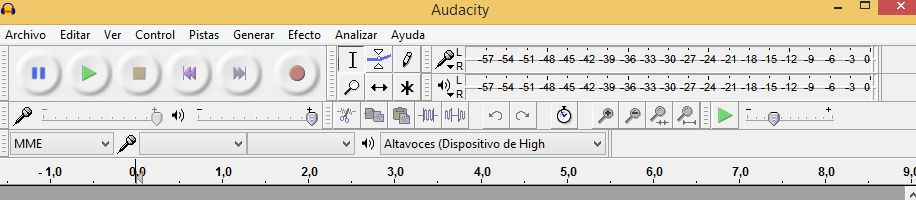 Audacity
Archivo Editar Ver Control Pistas Generar Efecto Analizar Ayuda
L -57 -54 -51 -48 -45 -42 -39 -36 -33 -30 -27 -24 -21 -18 -15 -12 -9 -6 -3 0
R
L -57 -54 -51 -48 -45 -42 -39 -36 -33 -30 -27 -24 -21 -18 -15 -12 -9 -6 -3 0
R
- + - +
- +
MME Altavoces (Dispositivo de High
- 1,0 0,0 1,0 2,0 3,0 4,0 5,0 6,0 7,0 8,0 9,0